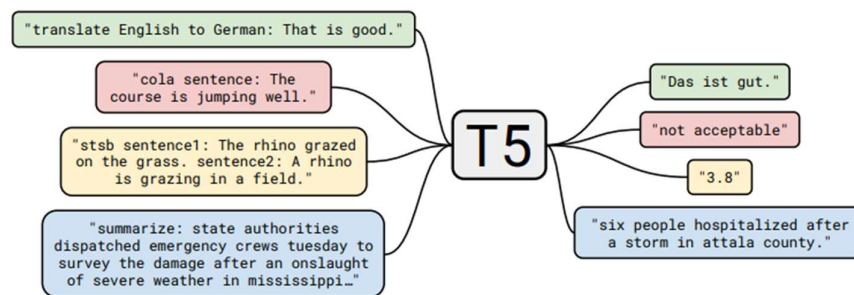 "translate English to German: That is good."
"cola sentence: The
course is jumping well."
"stsb sentence1: The rhino grazed
on the grass. sentence2: A rhino
is grazing in a field."
"summarize: state authorities
dispatched emergency crews tuesday to
survey the damage after an onslaught
of severe weather in mississippi…"
T5
"Das ist gut."
"not acceptable"
"3.8"
"six people hospitalized after
a storm in attala county."